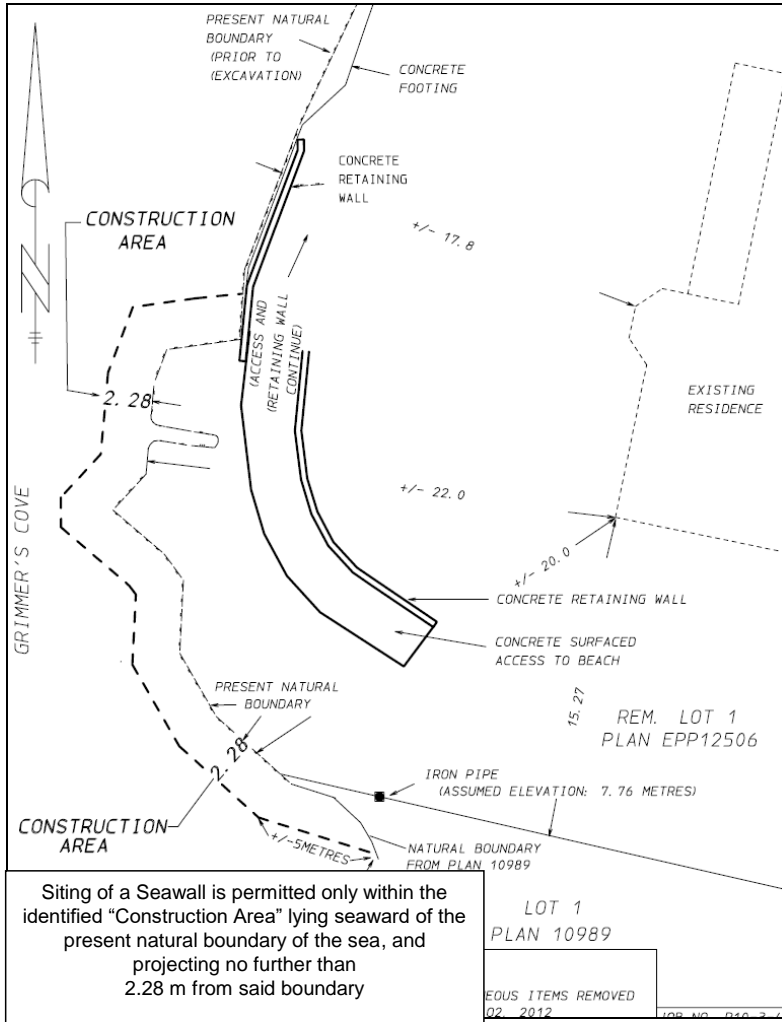 PRESENT NATURAL
BOUNDARY
(PRIOR TO
(EXCAVATION)
CONCRETE
FOOTING
CONCRETE
RETAINING
WALL
CONSTRUCTION
AREA
+/- 17.8
N
(ACCESS AND
(RETAINING WALL
CONTINUE)
2.28
EXISTING
RESIDENCE
GRIMMER'S COVE
+/- 22.0
+/- 20.0
CONCRETE RETAINING WALL
CONCRETE SURFACED
ACCESS TO BEACH
PRESENT NATURAL
BOUNDARY
15.27
REM. LOT 1
PLAN EPP12506
2.28
IRON PIPE
(ASSUMED ELEVATION: 7.76 METRES)
CONSTRUCTION
AREA
+/-5METRES
NATURAL BOUNDARY
FROM PLAN 10989
LOT 1
PLAN 10989
Siting of a Seawall is permitted only within the
identified “Construction Area” lying seaward of the
present natural boundary of the sea, and
projecting no further than
2.28 m from said boundary
EOUS ITEMS REMOVED
02, 2012
JOB NO.